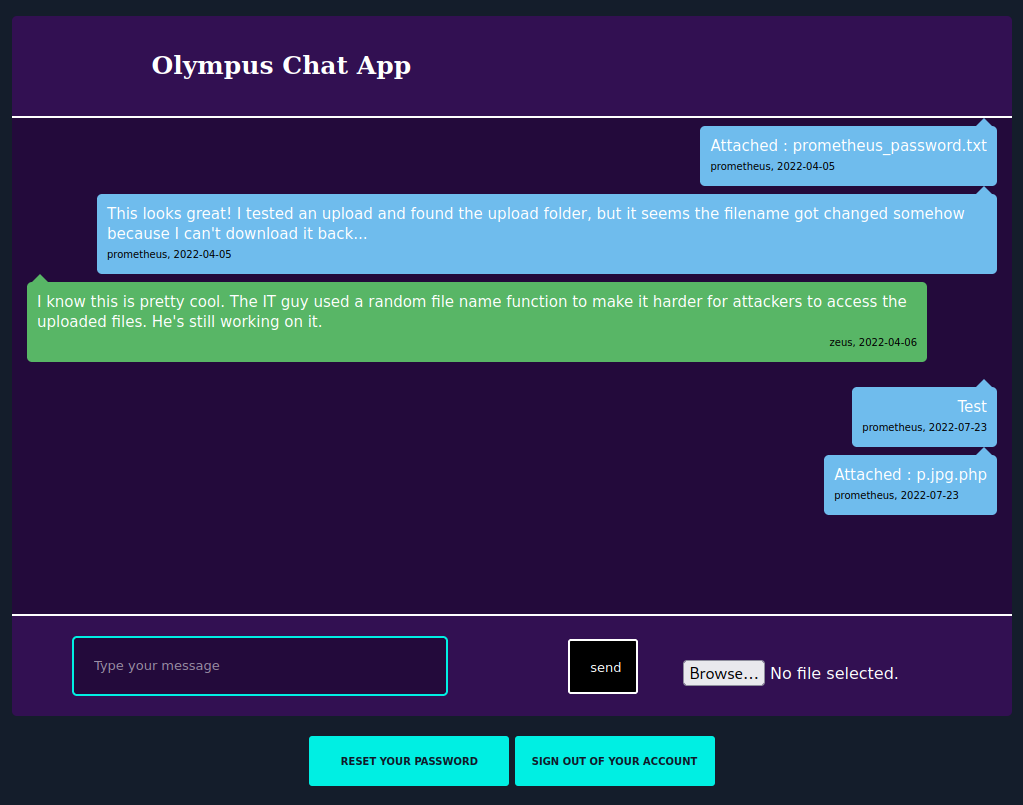 Olympus Chat App
Attached : prometheus_password.txt
prometheus, 2022-04-05
This looks great! I tested an upload and found the upload folder, but it seems the filename got changed somehow
because I can't download it back...
prometheus, 2022-04-05
I know this is pretty cool. The IT guy used a random file name function to make it harder for attackers to access the
uploaded files. He's still working on it.
zeus, 2022-04-06
Test
prometheus, 2022-07-23
Attached : p.jpg.php
prometheus, 2022-07-23
Type your message
send
Browse... No file selected.
RESET YOUR PASSWORD
SIGN OUT OF YOUR ACCOUNT